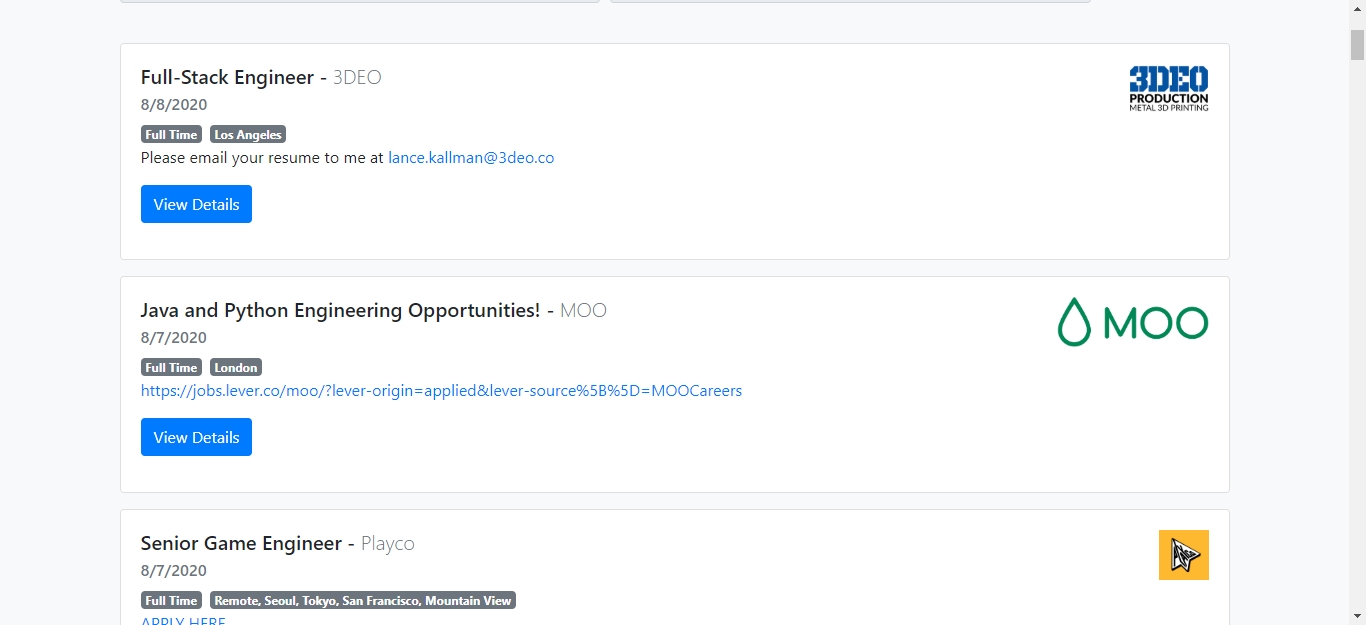 Full-Stack Engineer - 3DEO
8/8/2020
Full Time Los Angeles
Please email your resume to me at lance.kallman@3deo.co
View Details
3DEO
PRODUCTION
METAL 3D PRINTING
Java and Python Engineering Opportunities! - MOO
8/7/2020
Full Time London
https://jobs.lever.co/moo/?lever-origin=applied&lever-source%5B%5D=MOOCareers
View Details
MOO
Senior Game Engineer - Playco
8/7/2020
Full Time Remote, Seoul, Tokyo, San Francisco, Mountain View
APPLY HERE